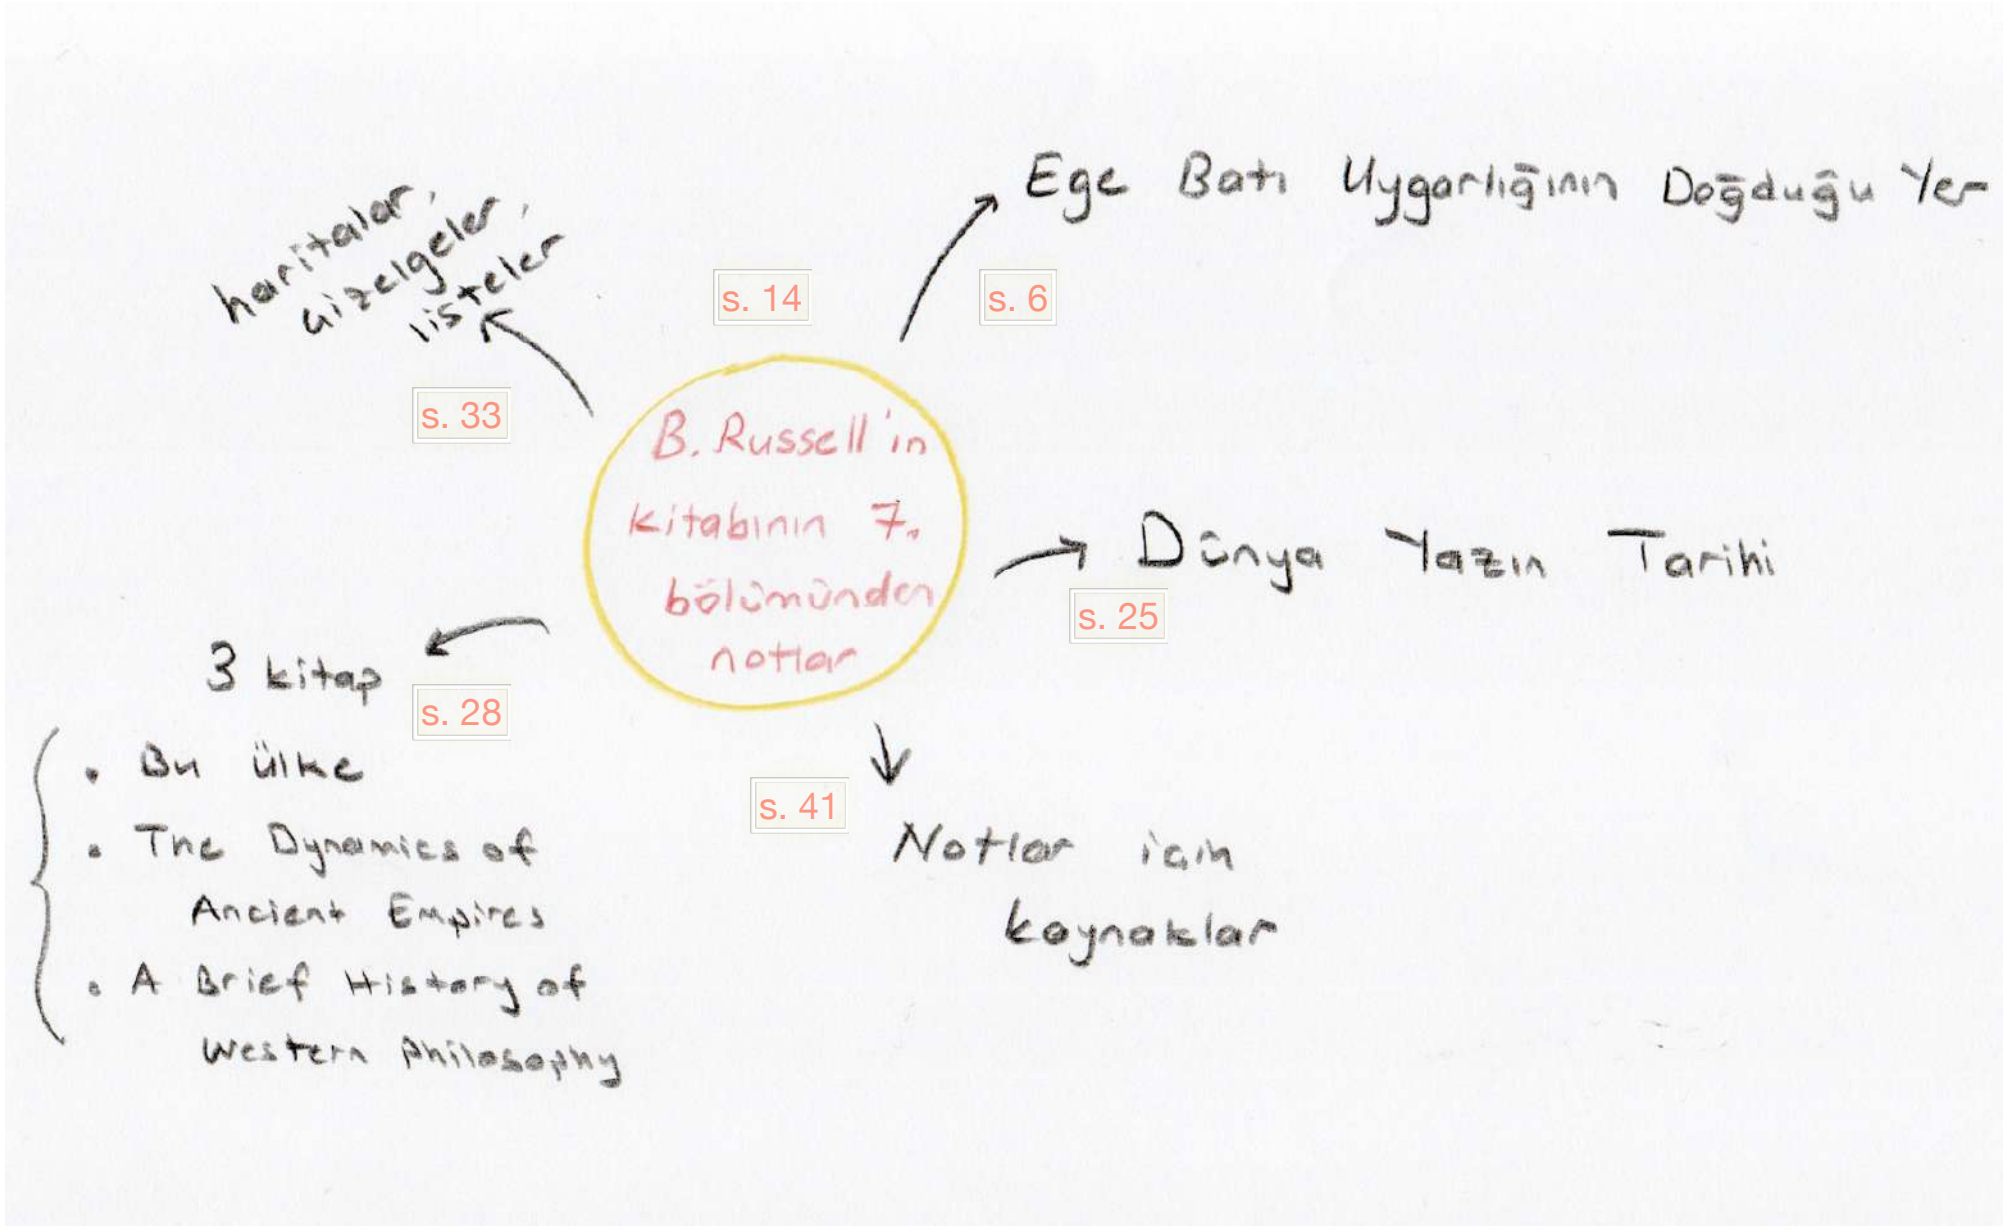 haritalar,
çizelgeler,
listeler
s. 33
s. 14
Ege Batı Uygarlığının Doğduğu Yer
s. 6
B. Russell'in
kitabının 7.
bölümünden
notlar
Dünya Yazın Tarihi
s. 25
3 kitap
s. 28
• Bu ülke
• The Dynamics of
Ancient Empires
• A Brief History of
Western Philosophy
s. 41
Notlar için
kaynaklar